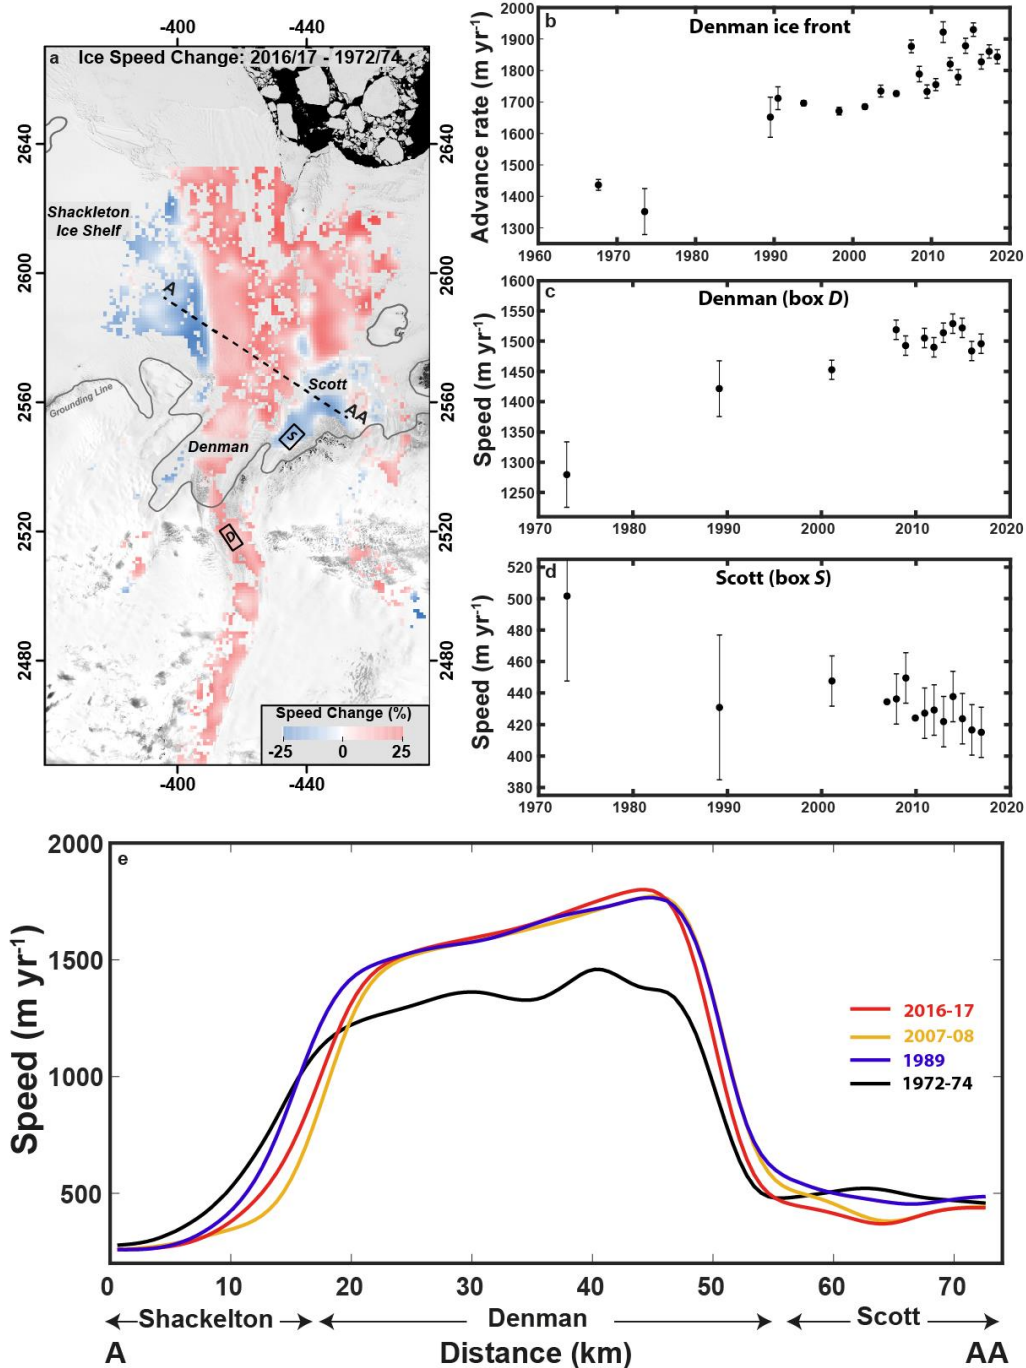 -400 -440
a Ice Speed Change: 2016/17 - 1972/74
2640
2600
2560
2520
2480
2640
2600
2560
2520
2480
Shackleton
Ice Shelf
A
Scott
AA
Grounding Line
S
Denman
D
Speed Change (%)
-25 0 25
-400 -440
b Denman ice front
Advance rate (m yr-1)
2000
1900
1800
1700
1600
1500
1400
1300
1960 1970 1980 1990 2000 2010 2020
c Denman (box D)
Speed (m yr-1)
1600
1550
1500
1450
1400
1350
1300
1250
1970 1980 1990 2000 2010 2020
d Scott (box S)
Speed (m yr-1)
520
500
480
460
440
420
400
380
1970 1980 1990 2000 2010 2020
e
Speed (m yr-1)
2000
1500
1000
500
2016-17
2007-08
1989
1972-74
0 10 20 30 40 50 60 70
Shackelton Denman Scott
A Distance (km) AA